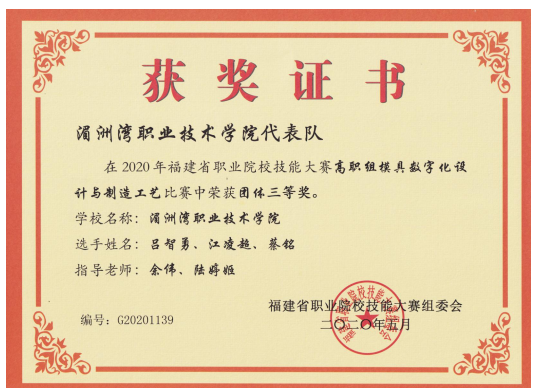 获奖证书
湄洲湾职业技术学院代表队
在2020年福建省职业院校技能大赛高职组模具数字化设
计与制造工艺比赛中荣获团体三等奖。
学校名称：湄洲湾职业技术学院
选手姓名：吕智勇、江凌超、蔡铭
指导老师：余伟、陆婷姬
福建省职业院校技能大赛组委会
二〇二〇年五月
编号：G20201139